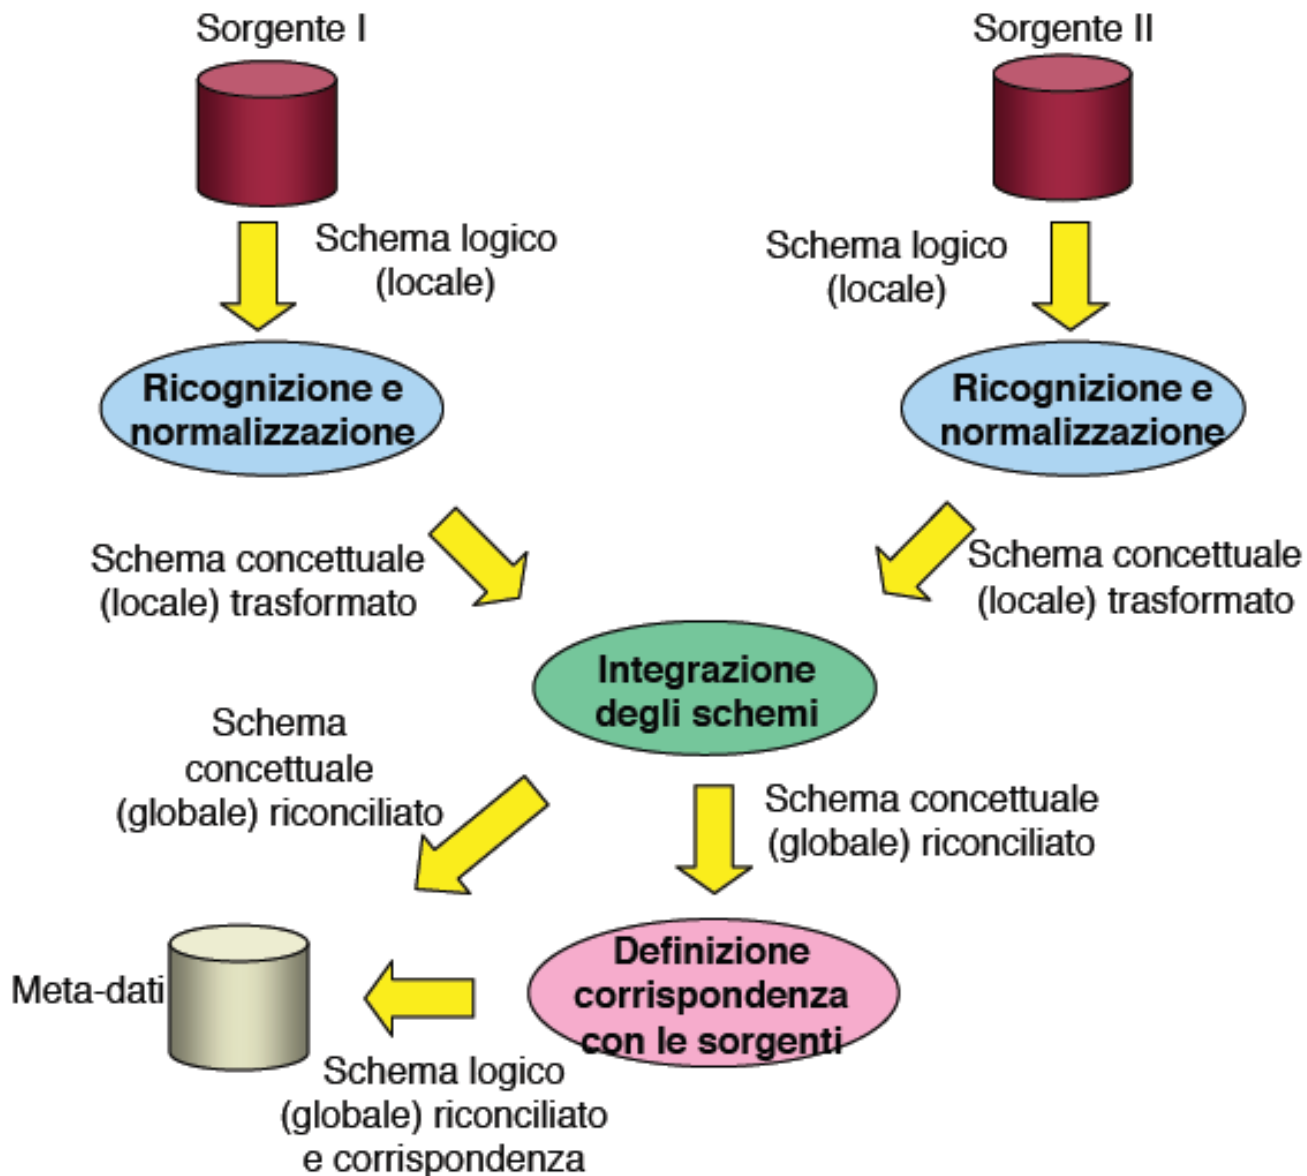 Sorgente I
Sorgente II
Schema logico
(locale)
Schema logico
(locale)
Ricognizione e
normalizzazione
Ricognizione e
normalizzazione
Schema concettuale
(locale) trasformato
Schema concettuale
(locale) trasformato
Integrazione
degli schemi
Schema
concettuale
(globale) riconciliato
Schema concettuale
(globale) riconciliato
Definizione
corrispondenza
con le sorgenti
Meta-dati
Schema logico
(globale) riconciliato
e corrispondenza